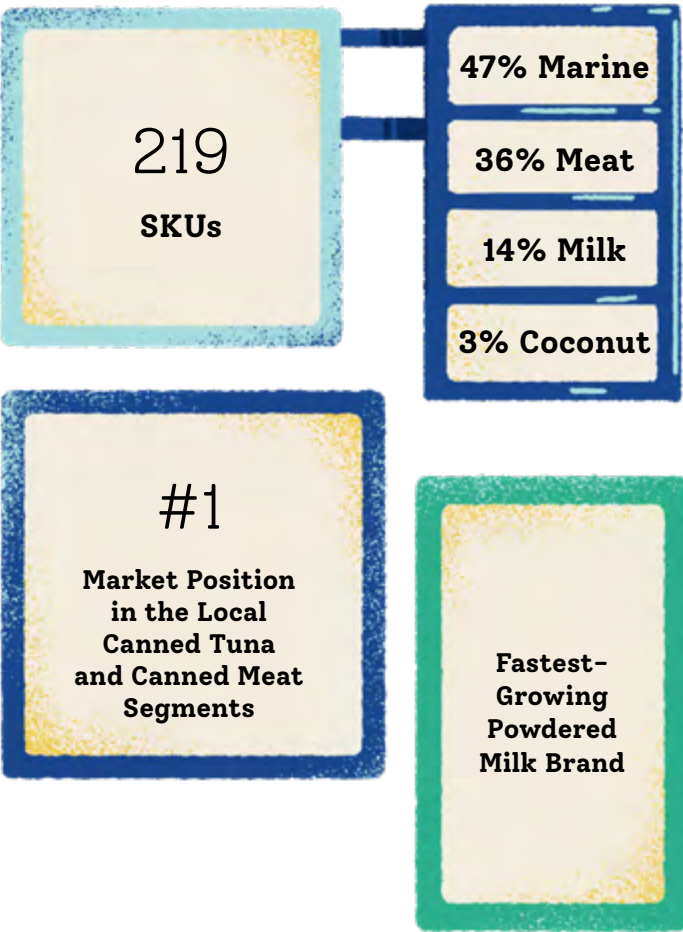 219
SKUs
47% Marine
36% Meat
14% Milk
3% Coconut
#1
Market Position
in the Local
Canned Tuna
and Canned Meat
Segments
Fastest-
Growing
Powdered
Milk Brand